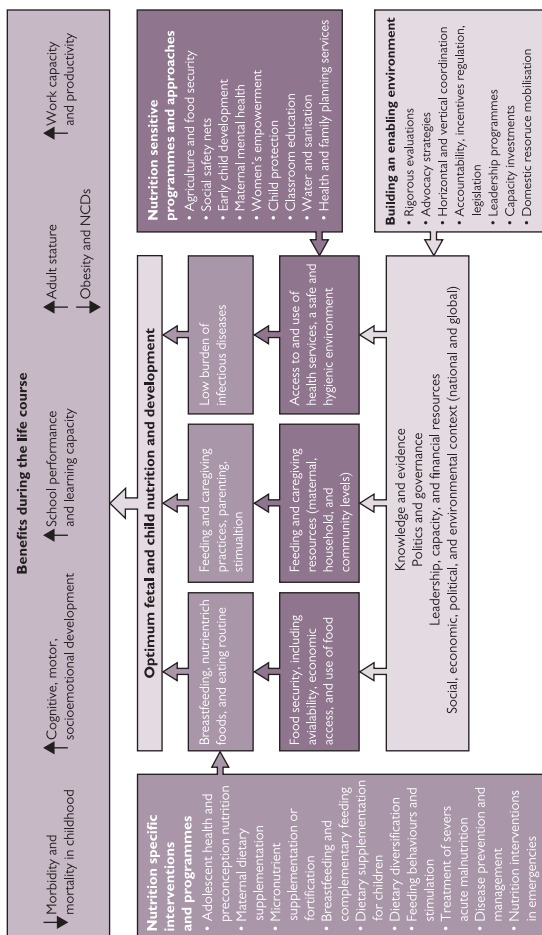 Benefits during the life course
Morbidity and
mortality in childhood
Cognitive, motor,
socioemotional development
School performance
and learning capacity
Adult stature
Obesity and NCDs
Work capacity
and productivity
Nutrition specific
interventions
and programmes
• Adolescent health and
preconception nutrition
• Maternal dietary
supplementation
• Micronutrient
supplementation or
fortification
• Breastfeeding and
complementary feeding
• Dietary supplementation
for children
• Dietary diversification
• Feeding behaviours and
stimulation
• Treatment of severs
acute malnutrition
• Disease prevention and
management
• Nutrition interventions
in emergencies
Optimum fetal and child nutrition and development
Breastfeeding, nutrientrich
foods, and eating routine
Feeding and caregiving
practices, parenting,
stimualtion
Low burden of
infectious diseases
Food security, including
avialability, economic
access, and use of food
Feeding and caregiving
resources (maternal,
household, and
community levels)
Access to and use of
health services, a safe and
hygienic environment
Knowledge and evidence
Politics and governance
Leadership, capacity, and financial resources
Social, economic, political, and environmental context (national and global)
Nutrition sensitive
programmes and approaches
• Agriculture and food security
• Social safety nets
• Early child development
• Maternal mental health
• Women's empowerment
• Child protection
• Classroom education
• Water and sanitation
• Health and family planning services
Building an enabling environment
• Rigorous evaluations
• Advocacy strategies
• Horizontal and vertical coordination
• Accountability, incentives regulation,
legislation
• Leadership programmes
• Capacity investments
• Domestic resoruce mobilisation